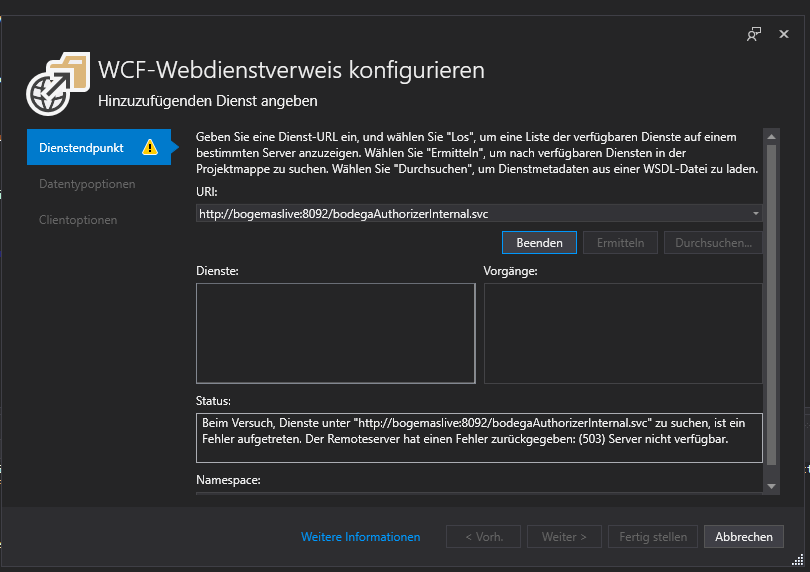 WCF-Webdienstverweis konfigurieren
Hinzuzufügenden Dienst angeben
Dienstendpunkt
Datentypoptionen
Clientoptionen
Geben Sie eine Dienst-URL ein, und wählen Sie "Los", um eine Liste der verfügbaren Dienste auf einem
bestimmten Server anzuzeigen. Wählen Sie "Ermitteln", um nach verfügbaren Diensten in der
Projektmappe zu suchen. Wählen Sie "Durchsuchen", um Dienstmetadaten aus einer WSDL-Datei zu laden.
URI:
http://bogemaslive:8092/bodegaAuthorizerInternal.svc
Beenden
Ermitteln
Durchsuchen...
Dienste:
Vorgänge:
Status:
Beim Versuch, Dienste unter "http://bogemaslive:8092/bodegaAuthorizerInternal.svc" zu suchen, ist ein
Fehler aufgetreten. Der Remoteserver hat einen Fehler zurückgegeben: (503) Server nicht verfügbar.
Namespace:
Weitere Informationen
< Vorh.
Weiter >
Fertig stellen
Abbrechen